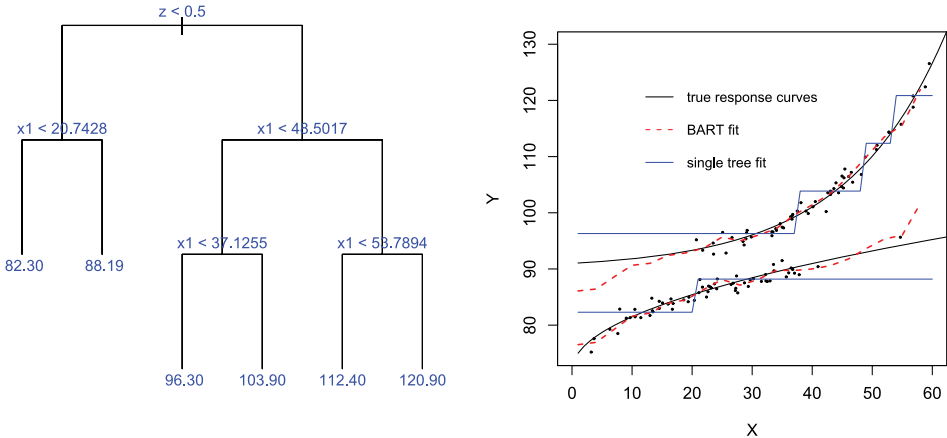 z < 0.5
x1 < 20.7428
x1 < 48.5017
82.30
88.19
x1 < 37.1255
x1 < 53.7894
96.30
103.90
112.40
120.90
130
120
110
100
90
80
Y
true response curves
BART fit
single tree fit
0
10
20
30
40
50
60
X